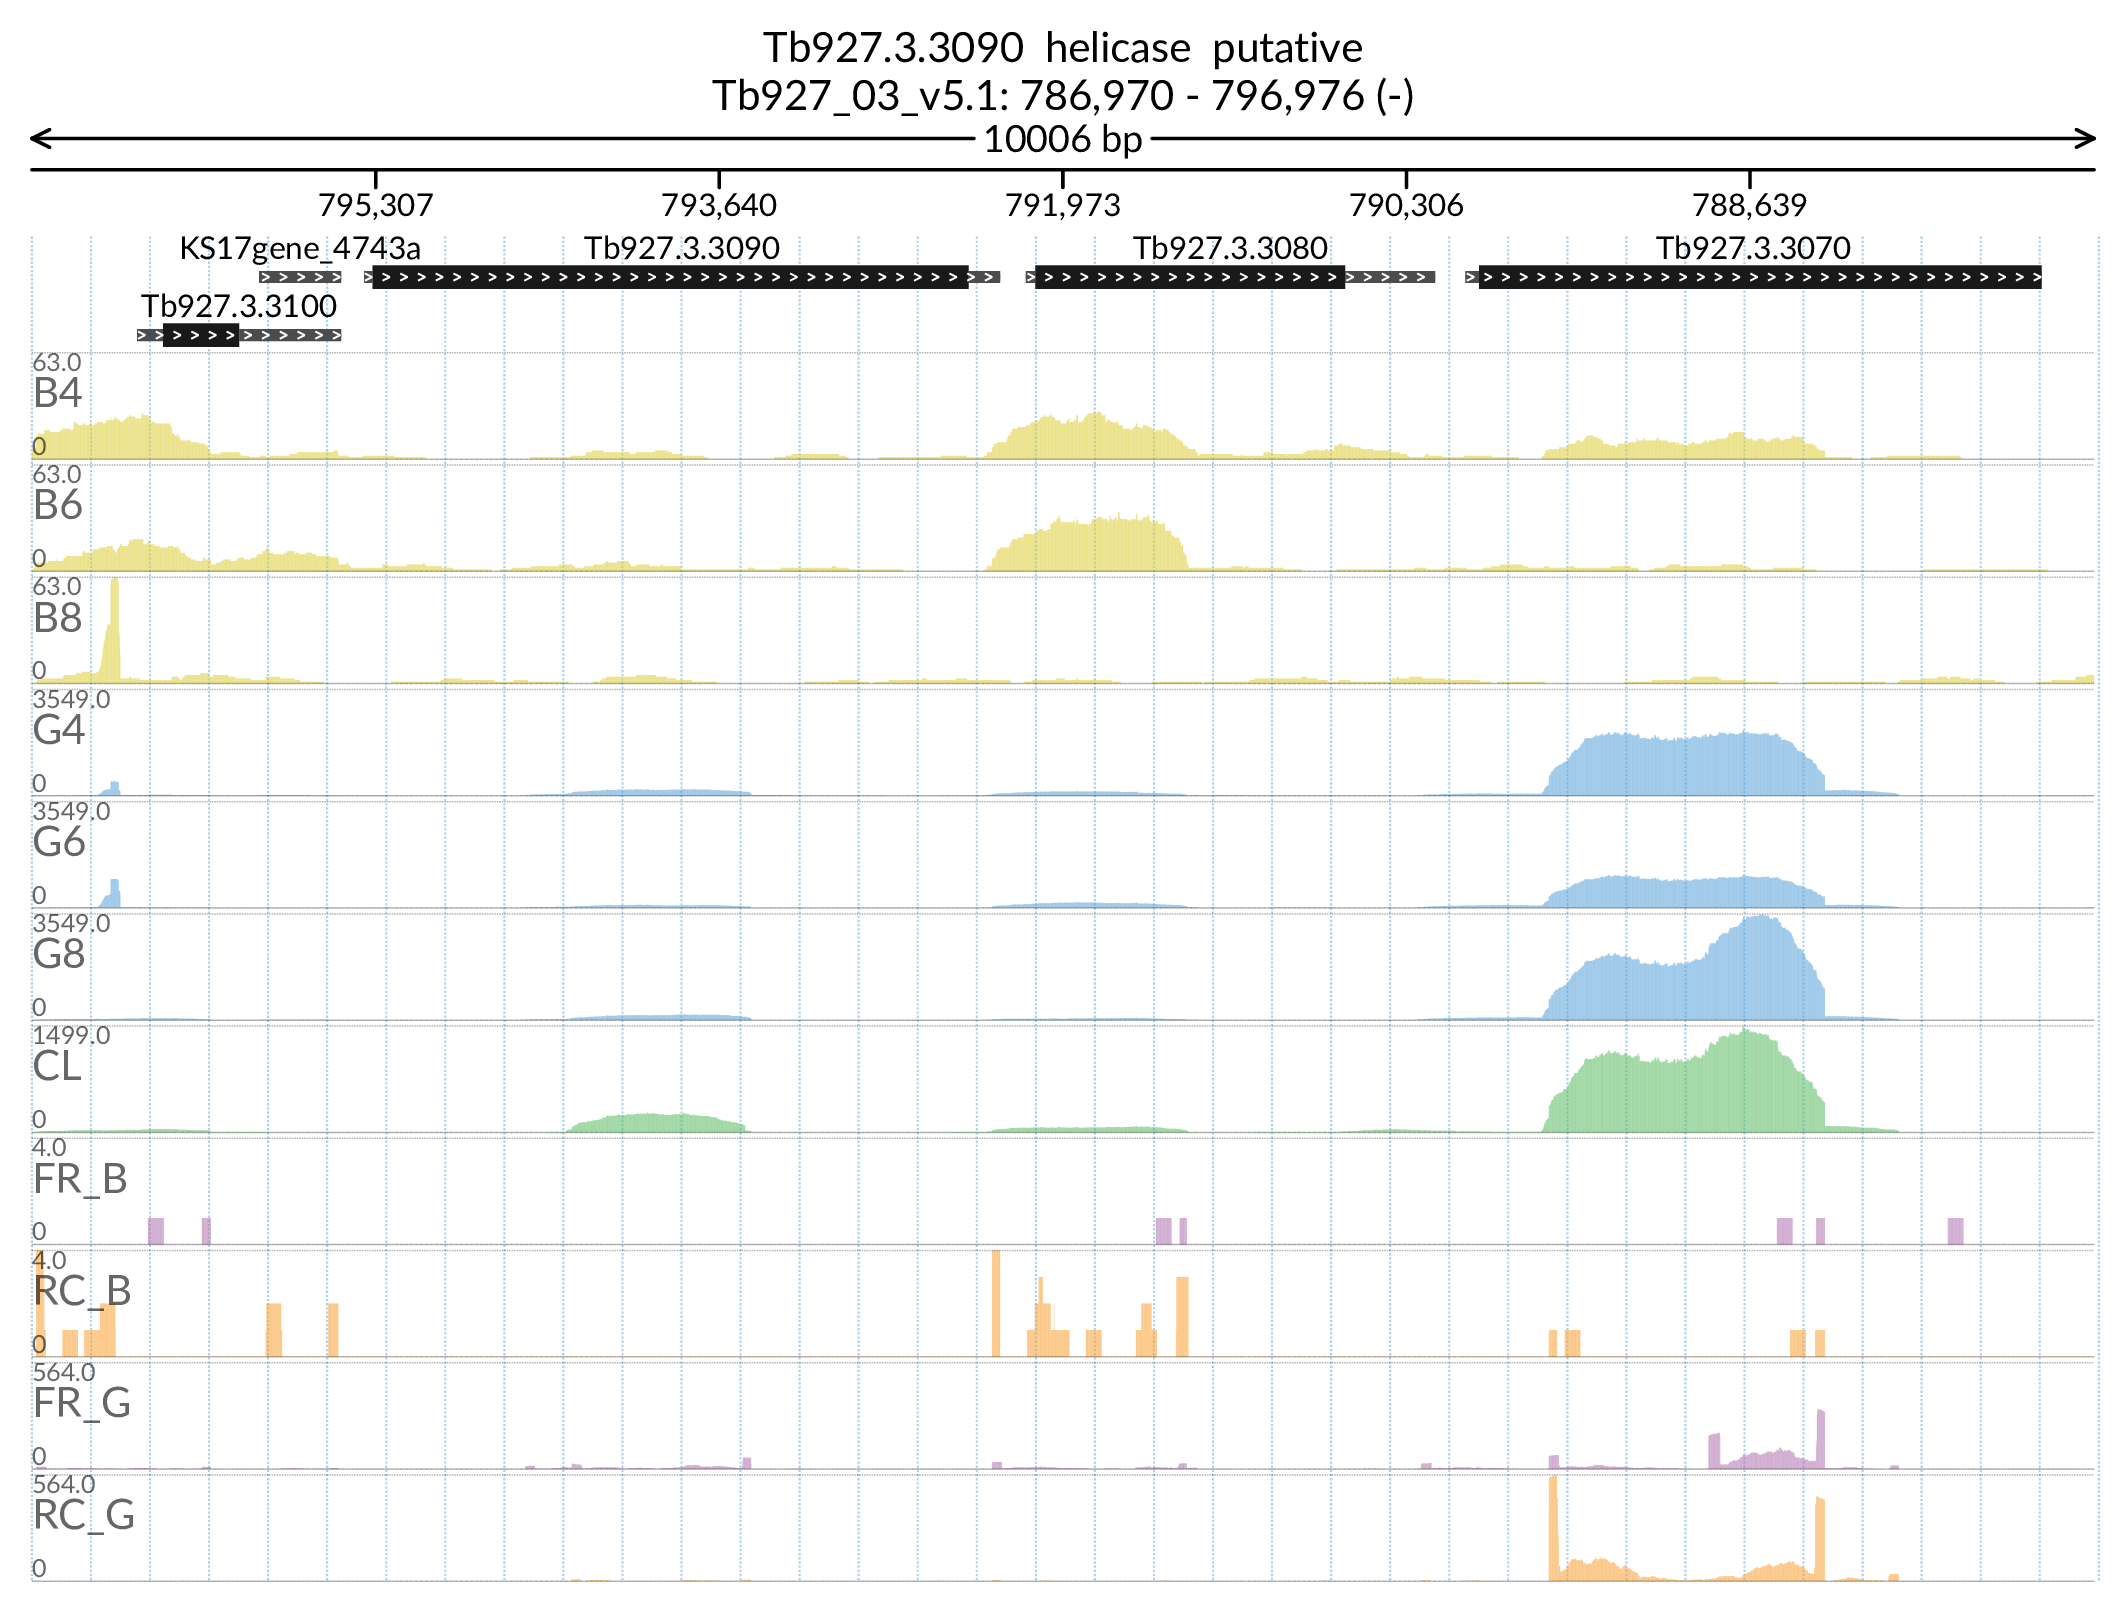 Tb927.3.3090 helicase putative
Tb927_03_v5.1: 786,970 - 796,976 (-)
10006 bp
795,307 793,640 791,973 790,306 788,639
KS17gene_4743a Tb927.3.3090 Tb927.3.3080 Tb927.3.3070
Tb927.3.3100
63.0
B4
0
63.0
B6
0
63.0
B8
0
3549.0
G4
0
3549.0
G6
0
3549.0
G8
0
1499.0
CL
0
4.0
FR_B
0
4.0
RC_B
0
564.0
FR_G
0
564.0
RC_G
0